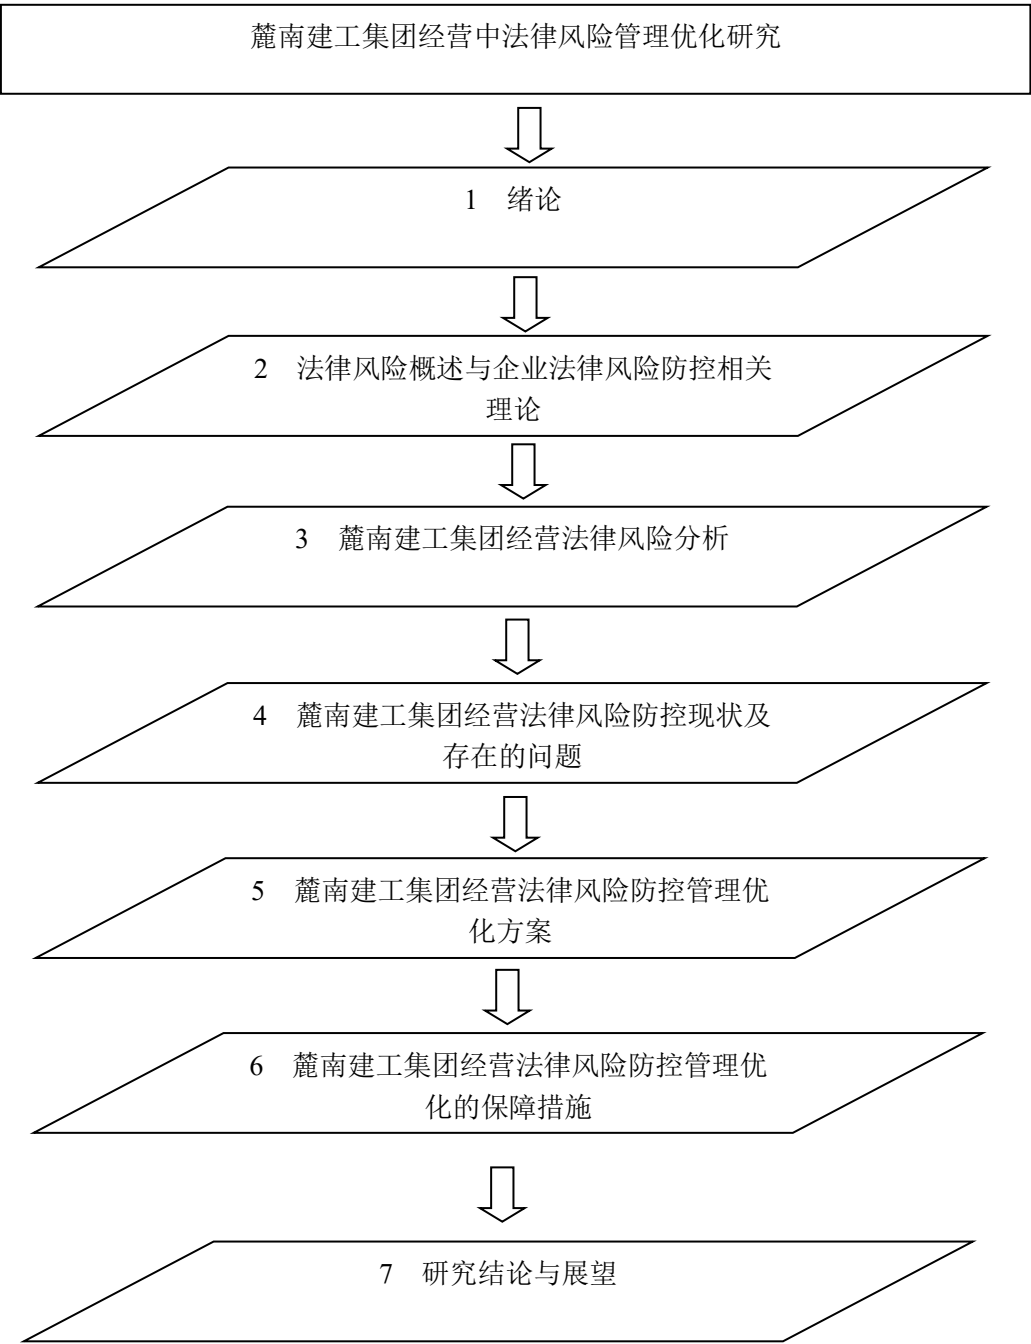 麓南建工集团经营中法律风险管理优化研究
1 绪论
2 法律风险概述与企业法律风险防控相关
理论
3 麓南建工集团经营法律风险分析
4 麓南建工集团经营法律风险防控现状及
存在的问题
5 麓南建工集团经营法律风险防控管理优
化方案
6 麓南建工集团经营法律风险防控管理优
化的保障措施
7 研究结论与展望